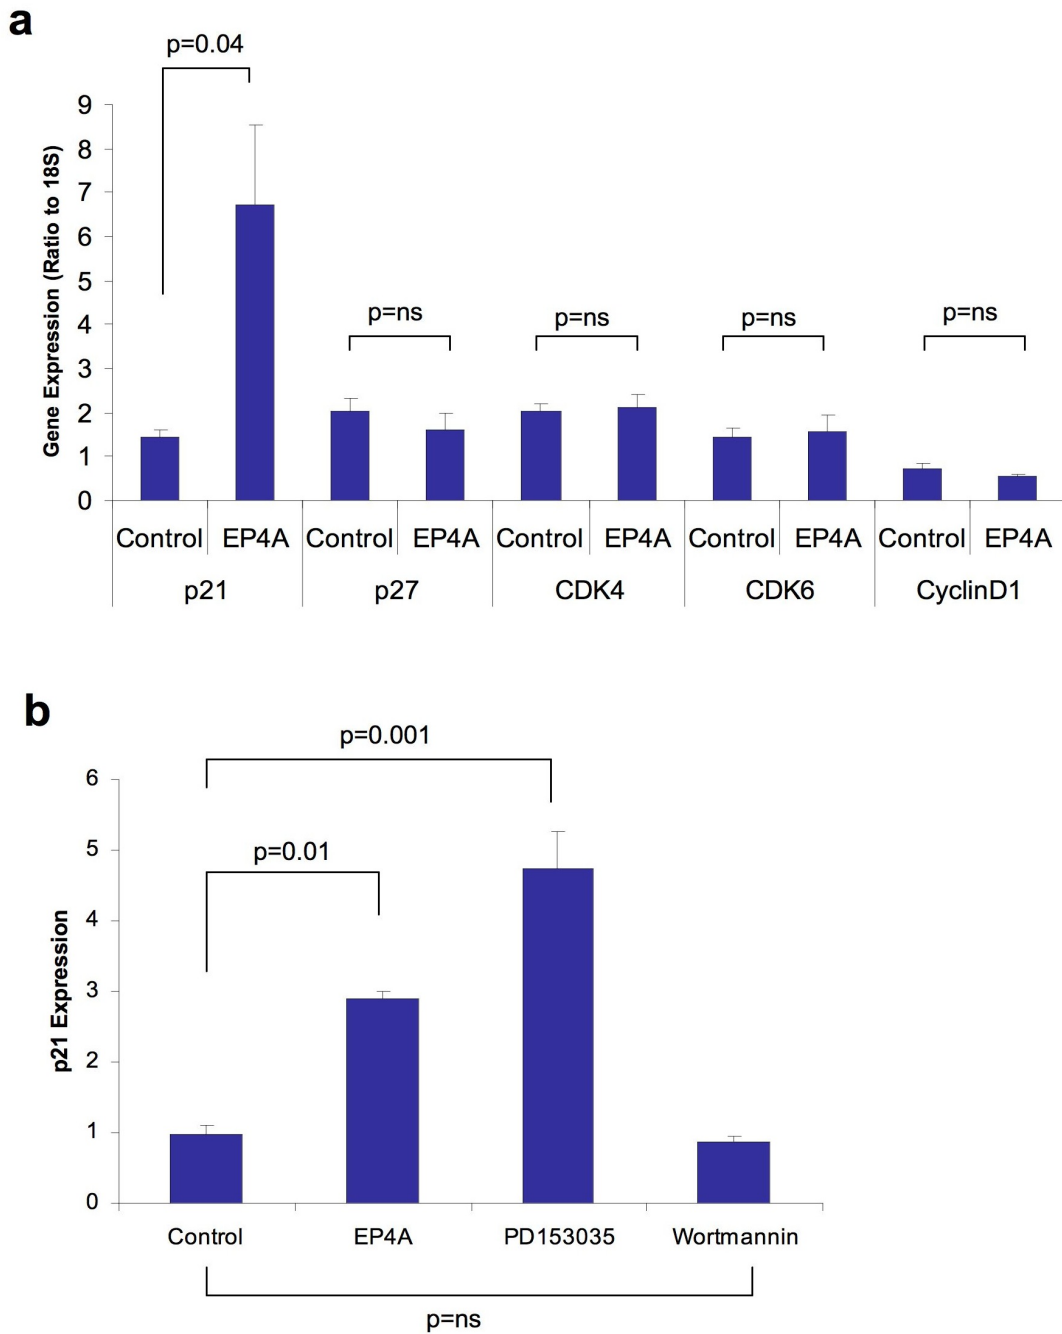 a
p=0.04
9
8
7
6
5
4
3
2
1
0
Gene Expression (Ratio to 18S)
p=ns
p=ns
p=ns
p=ns
Control EP4A Control EP4A Control EP4A Control EP4A Control EP4A
p21 p27 CDK4 CDK6 CyclinD1
b
p=0.001
p=0.01
6
5
4
3
2
1
0
p21 Expression
Control EP4A PD153035 Wortmannin
p=ns